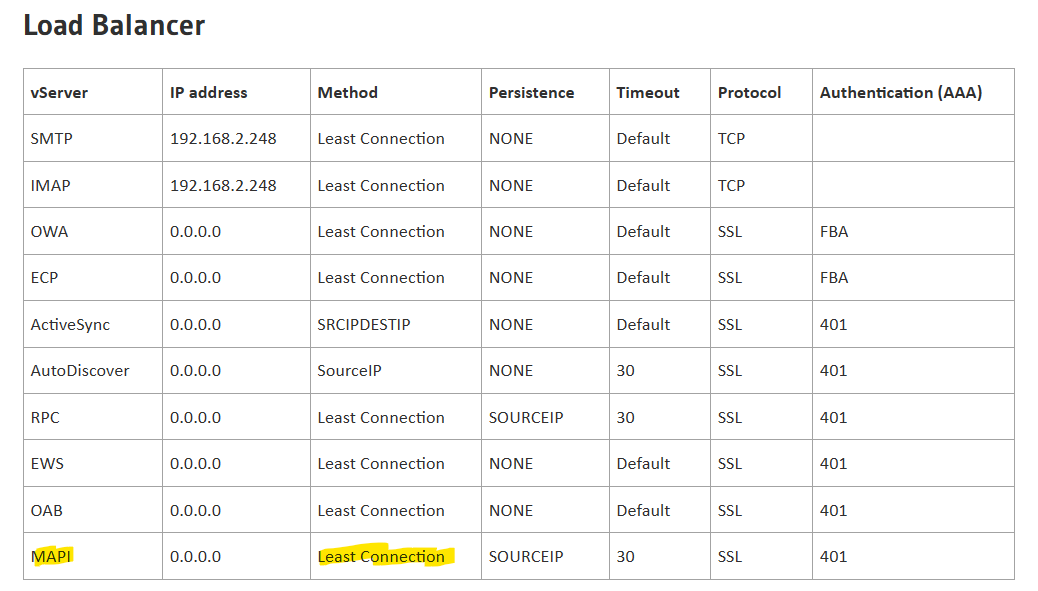 Load Balancer
vServer IP address Method Persistence Timeout Protocol Authentication (AAA)
SMTP 192.168.2.248 Least Connection NONE Default TCP
IMAP 192.168.2.248 Least Connection NONE Default TCP
OWA 0.0.0.0 Least Connection NONE Default SSL FBA
ECP 0.0.0.0 Least Connection NONE Default SSL FBA
ActiveSync 0.0.0.0 SRCIPDESTIP NONE Default SSL 401
AutoDiscover 0.0.0.0 SourceIP NONE 30 SSL 401
RPC 0.0.0.0 Least Connection SOURCEIP 30 SSL 401
EWS 0.0.0.0 Least Connection NONE Default SSL 401
OAB 0.0.0.0 Least Connection NONE Default SSL 401
MAPI 0.0.0.0 Least Connection SOURCEIP 30 SSL 401